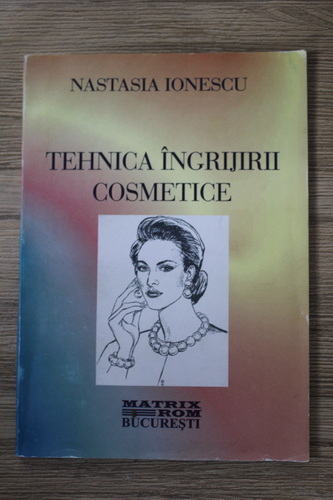 NASTASIA IONESCU
TEHNICA ÎNGRIJIRII
COSMETICE
MATRIX
ROM
BUCUREȘTI